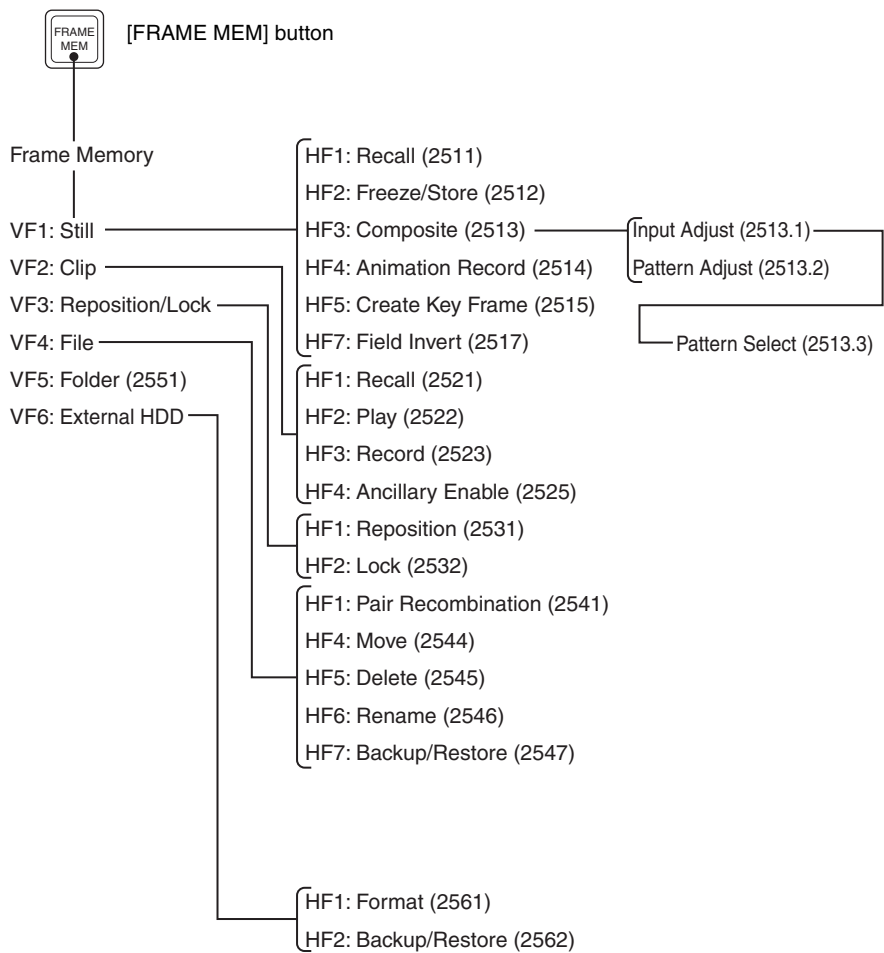 FRAME
MEM
[FRAME MEM] button
Frame Memory
VF1: Still
VF2: Clip
VF3: Reposition/Lock
VF4: File
VF5: Folder (2551)
VF6: External HDD
HF1: Recall (2511)
HF2: Freeze/Store (2512)
HF3: Composite (2513)
HF4: Animation Record (2514)
HF5: Create Key Frame (2515)
HF7: Field Invert (2517)
Input Adjust (2513.1)
Pattern Adjust (2513.2)
Pattern Select (2513.3)
HF1: Recall (2521)
HF2: Play (2522)
HF3: Record (2523)
HF4: Ancillary Enable (2525)
HF1: Reposition (2531)
HF2: Lock (2532)
HF1: Pair Recombination (2541)
HF4: Move (2544)
HF5: Delete (2545)
HF6: Rename (2546)
HF7: Backup/Restore (2547)
HF1: Format (2561)
HF2: Backup/Restore (2562)